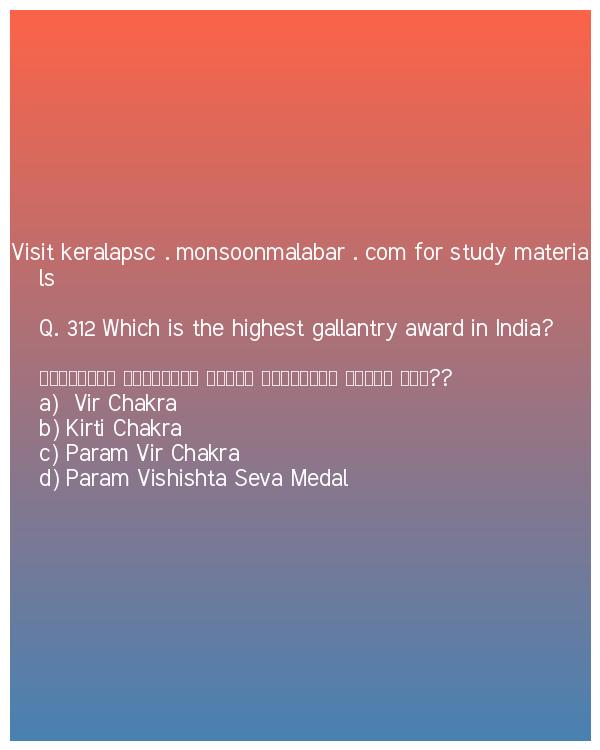 Visit keralapsc . monsoonmalabar . com for study materia
ls
Q. 312 Which is the highest gallantry award in India?
??
a)  Vir Chakra
b) Kirti Chakra
c) Param Vir Chakra
d) Param Vishishta Seva Medal